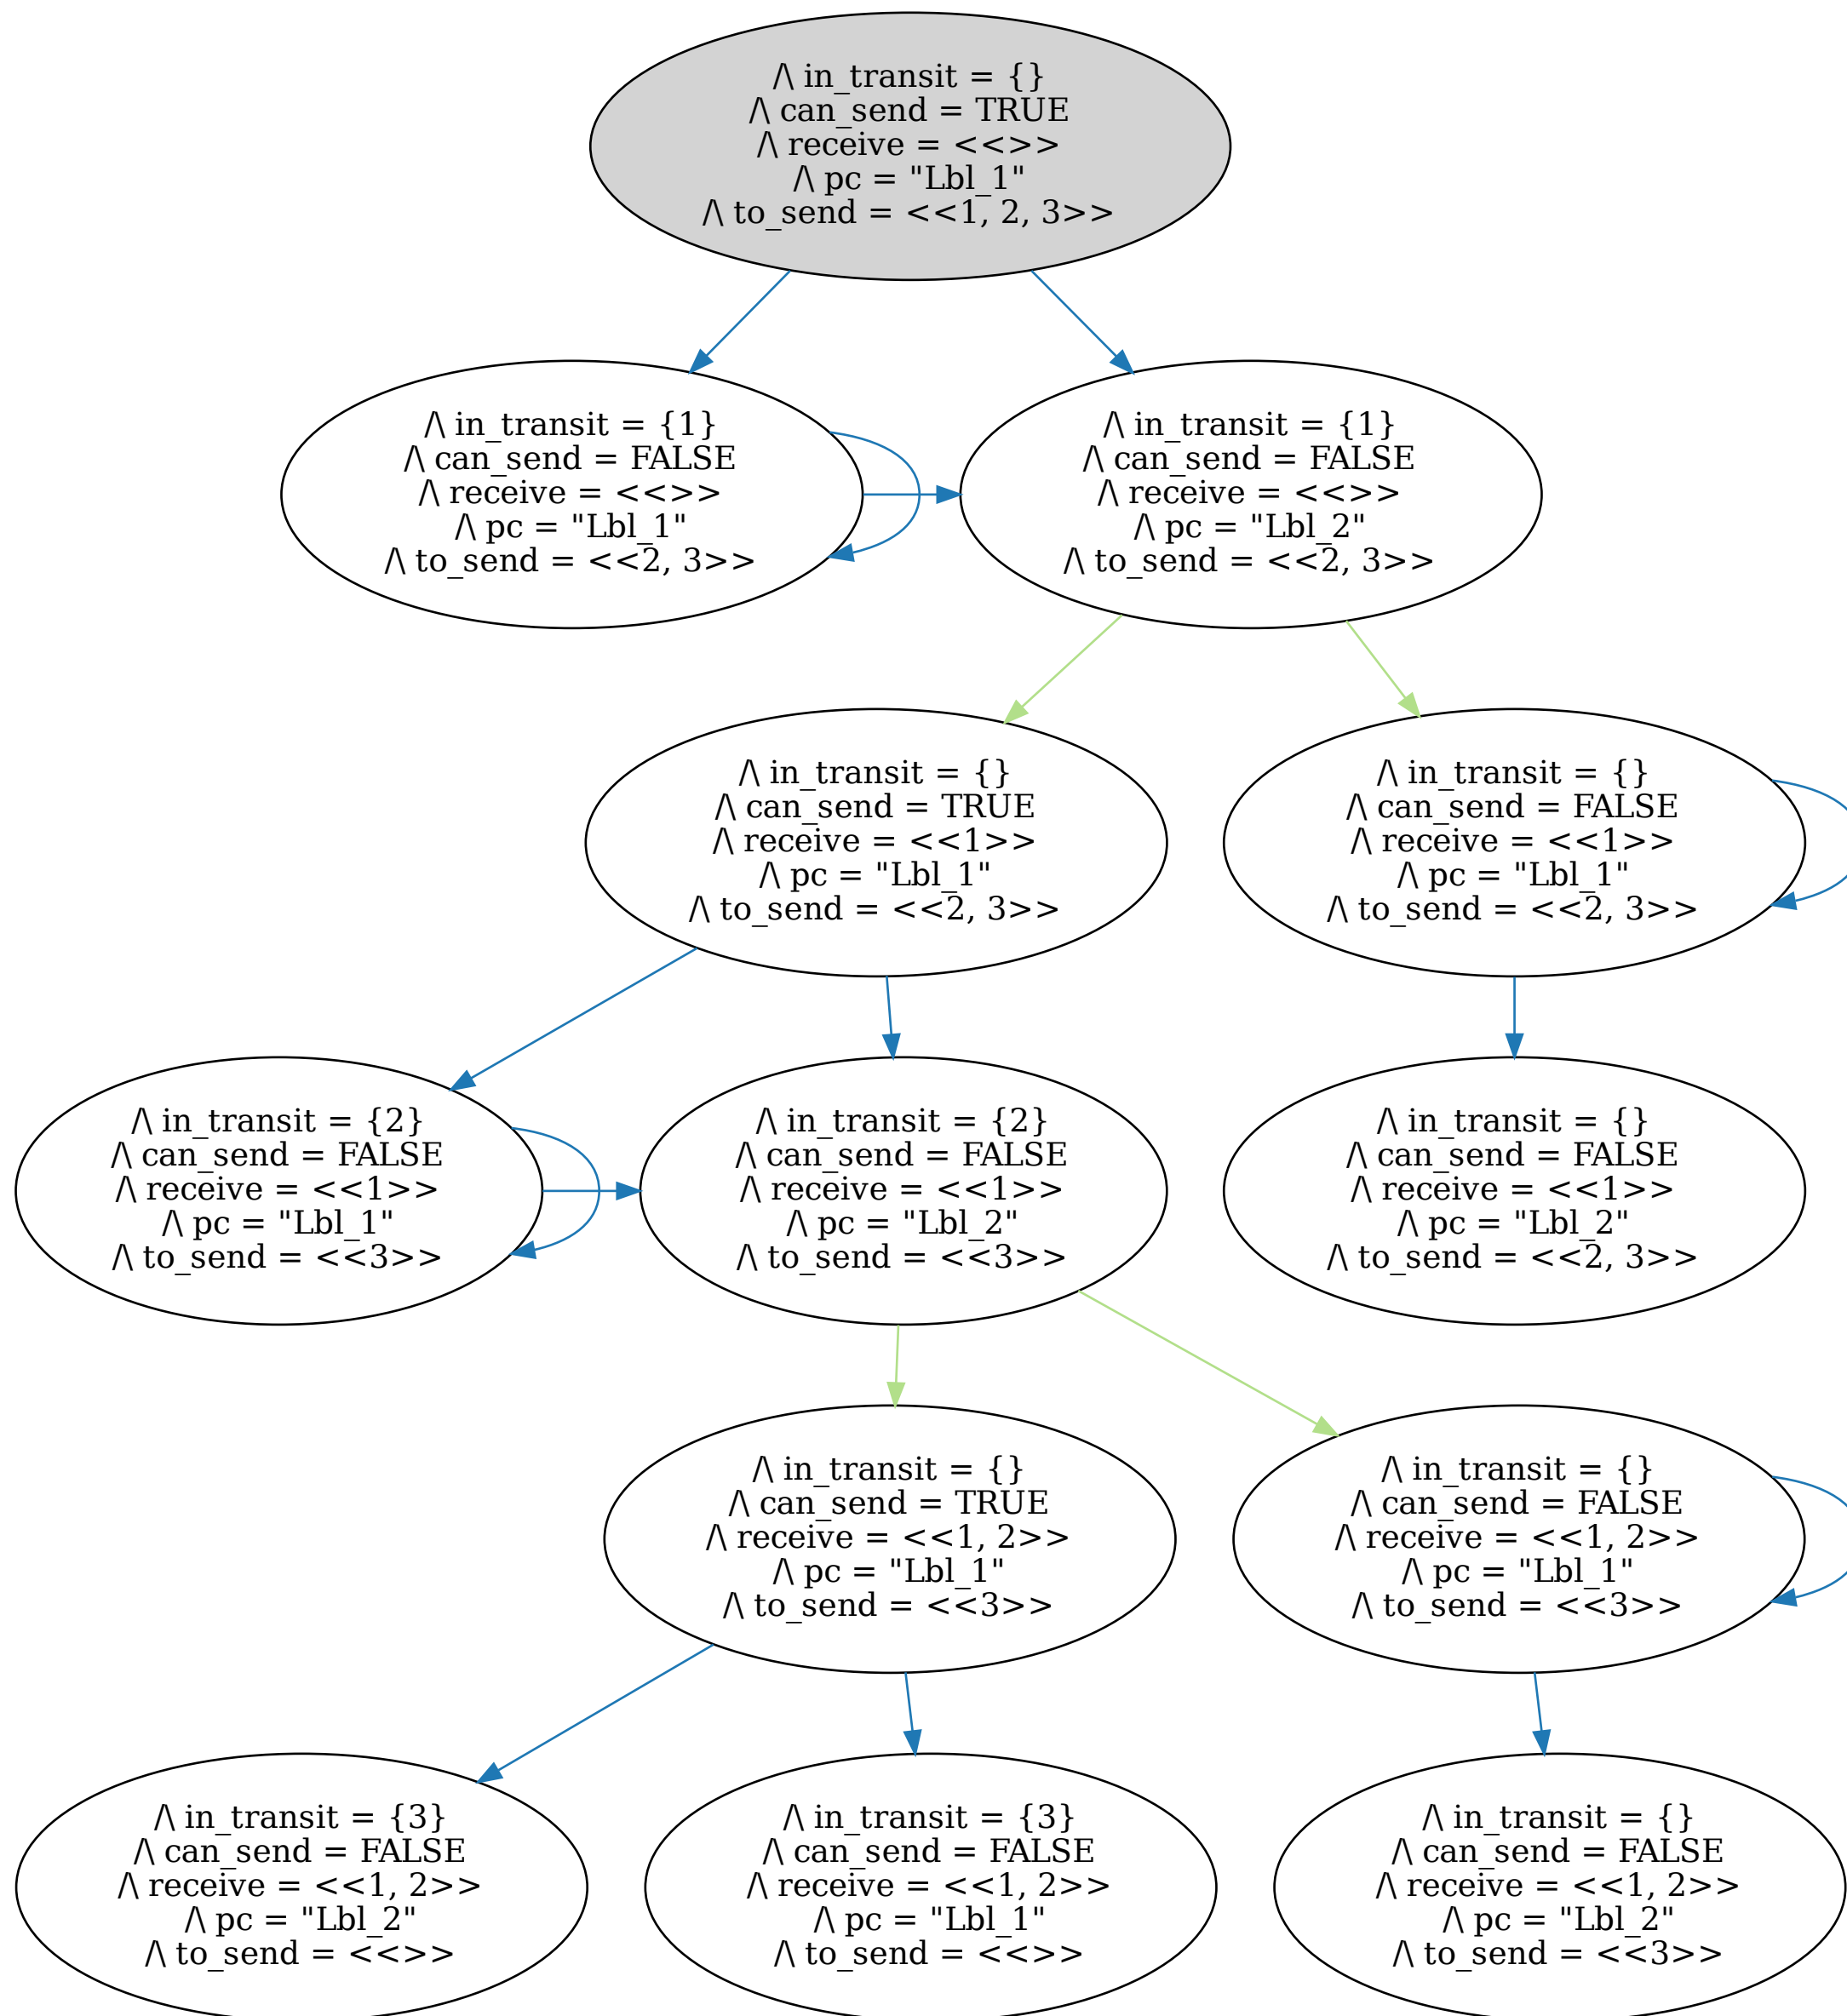 /\ in_transit = {}
/\ can_send = TRUE
/\ receive = <<>>
/\ pc = "Lbl_1"
/\ to_send = <<1, 2, 3>>
/\ in_transit = {1}
/\ can_send = FALSE
/\ receive = <<>>
/\ pc = "Lbl_1"
/\ to_send = <<2, 3>>
/\ in_transit = {1}
/\ can_send = FALSE
/\ receive = <<>>
/\ pc = "Lbl_2"
/\ to_send = <<2, 3>>
/\ in_transit = {}
/\ can_send = TRUE
/\ receive = <<1>>
/\ pc = "Lbl_1"
/\ to_send = <<2, 3>>
/\ in_transit = {}
/\ can_send = FALSE
/\ receive = <<1>>
/\ pc = "Lbl_1"
/\ to_send = <<2, 3>>
/\ in_transit = {2}
/\ can_send = FALSE
/\ receive = <<1>>
/\ pc = "Lbl_1"
/\ to_send = <<3>>
/\ in_transit = {2}
/\ can_send = FALSE
/\ receive = <<1>>
/\ pc = "Lbl_2"
/\ to_send = <<3>>
/\ in_transit = {}
/\ can_send = FALSE
/\ receive = <<1>>
/\ pc = "Lbl_2"
/\ to_send = <<2, 3>>
/\ in_transit = {}
/\ can_send = TRUE
/\ receive = <<1, 2>>
/\ pc = "Lbl_1"
/\ to_send = <<3>>
/\ in_transit = {}
/\ can_send = FALSE
/\ receive = <<1, 2>>
/\ pc = "Lbl_1"
/\ to_send = <<3>>
/\ in_transit = {3}
/\ can_send = FALSE
/\ receive = <<1, 2>>
/\ pc = "Lbl_2"
/\ to_send = <<>>
/\ in_transit = {3}
/\ can_send = FALSE
/\ receive = <<1, 2>>
/\ pc = "Lbl_1"
/\ to_send = <<>>
/\ in_transit = {}
/\ can_send = FALSE
/\ receive = <<1, 2>>
/\ pc = "Lbl_2"
/\ to_send = <<3>>